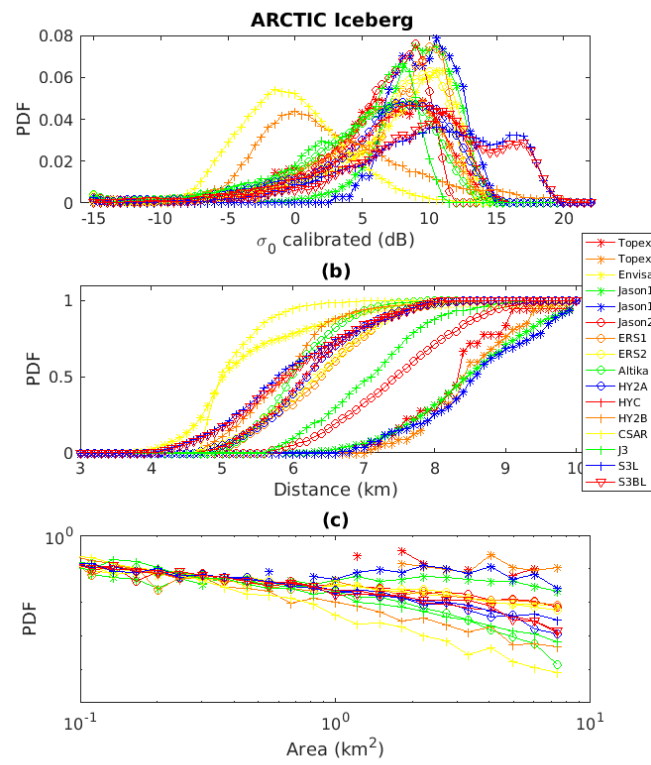 ARCTIC Iceberg
0.08
0.06
0.04
0.02
0
PDF
-15 -10 -5 0 5 10 15 20
σ0 calibrated (dB)
(b)
1
0.5
0
PDF
3 4 5 6 7 8 9 10
Distance (km)
Topex
Topex
Envisa
Jason1
Jason1
Jason2
ERS1
ERS2
Altika
HY2A
HYC
HY2B
CSAR
J3
S3L
S3BL
(c)
10^0
PDF
10^-1 10^0 10^1
Area (km^2)